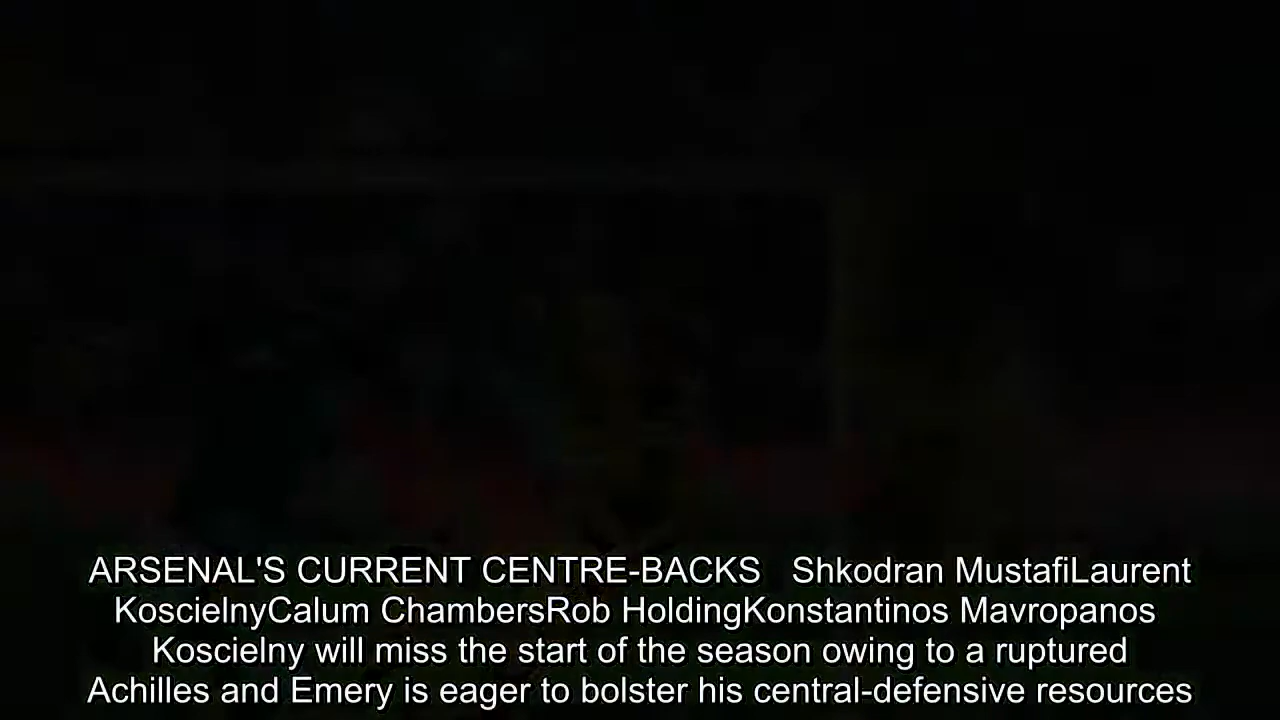 ARSENAL'S CURRENT CENTRE-BACKS   Shkodran MustafiLaurent
KoscielnyCalum ChambersRob HoldingKonstantinos Mavropanos
Koscielny will miss the start of the season owing to a ruptured
Achilles and Emery is eager to bolster his central-defensive resources